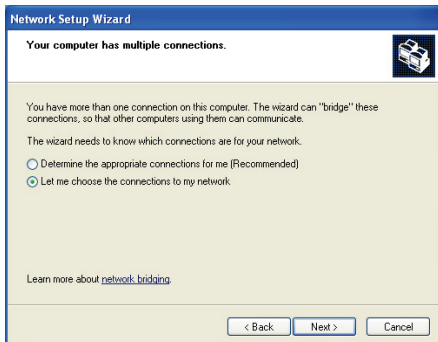 Network Setup Wizard
Your computer has multiple connections.
You have more than one connection on this computer. The wizard can "bridge" these
connections, so that other computers using them can communicate.
The wizard needs to know which connections are for your network.
Determine the appropriate connections for me (Recommended)
Let me choose the connections to my network
Learn more about network bridging.
< Back Next > Cancel